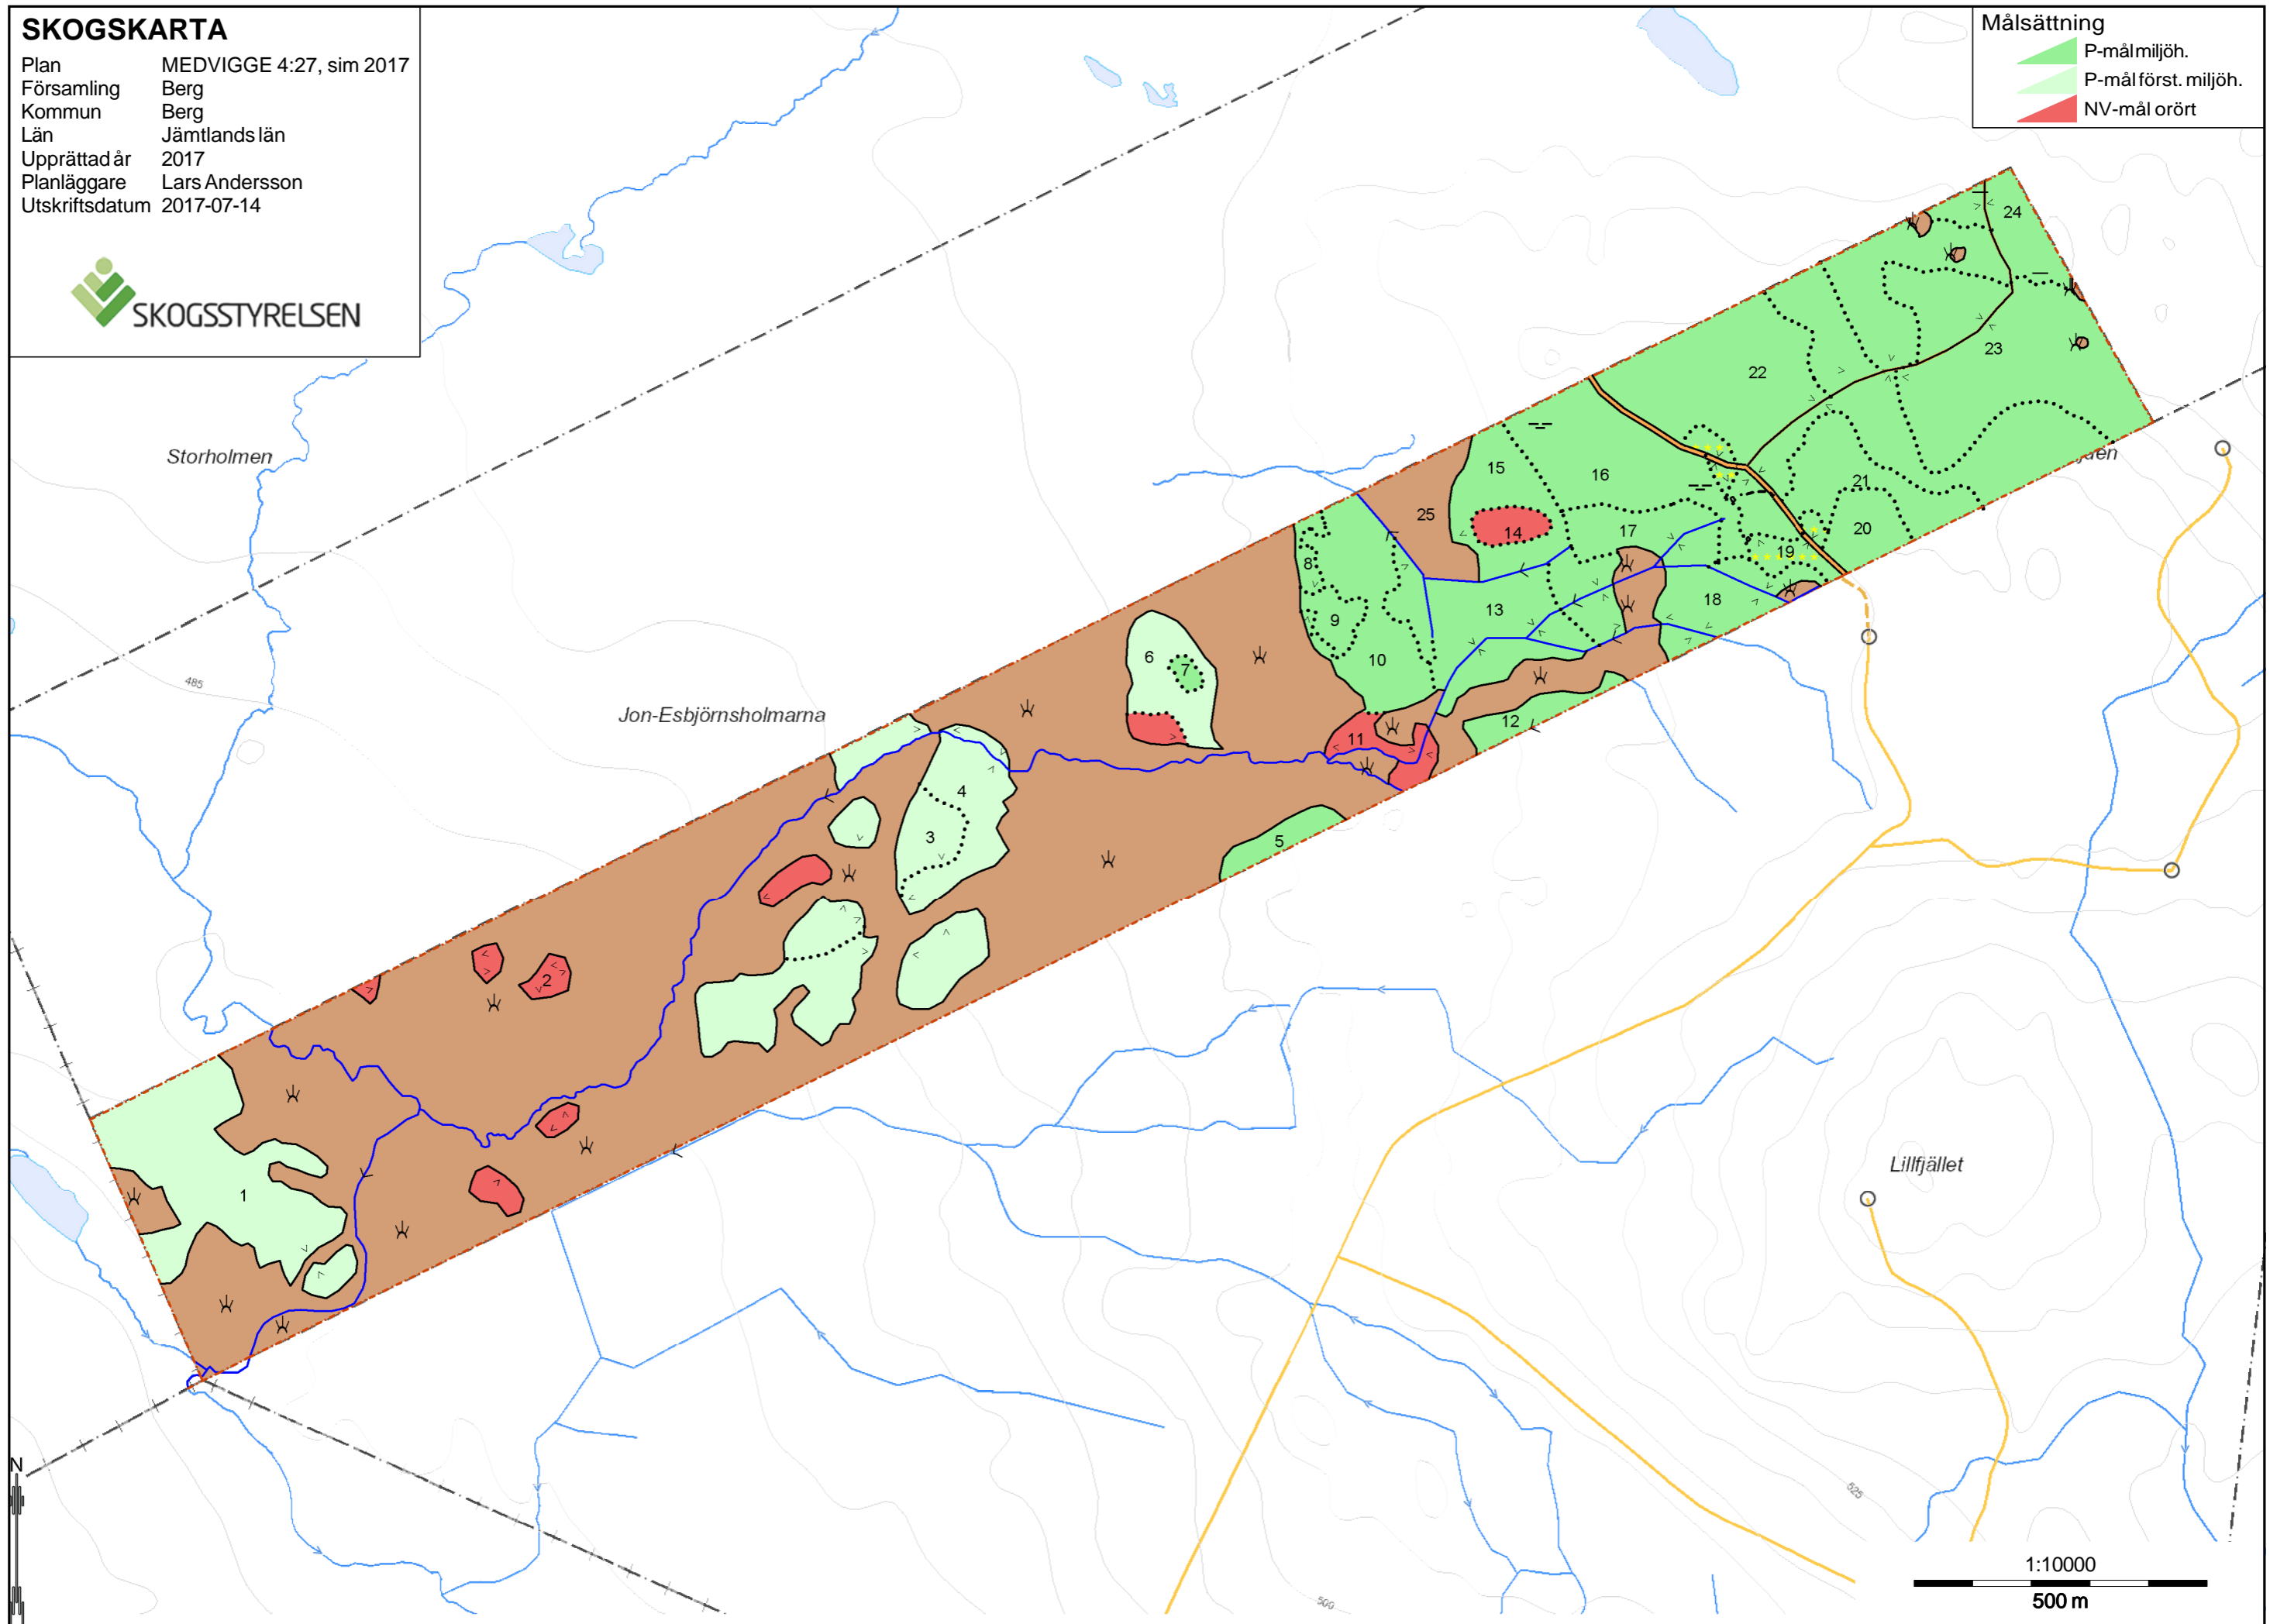 SKOGSKARTA
Plan MEDVIGGE 4:27, sim 2017
Församling Berg
Kommun Berg
Län Jämtlands län
Upprättad år 2017
Planläggare Lars Andersson
Utskriftsdatum 2017-07-14
SKOGSSTYRELSEN
Målsättning
P-mål miljöh.
P-mål först. miljöh.
NV-mål orört
24
23
22
Storholmen
15
16
21
25
14
17
20
19
8
13
18
9
6
7
10
485
Jon-Esbjörnsholmarna
12
11
4
3
5
2
Lillfjället
1
N
525
1:10000
500 m
500